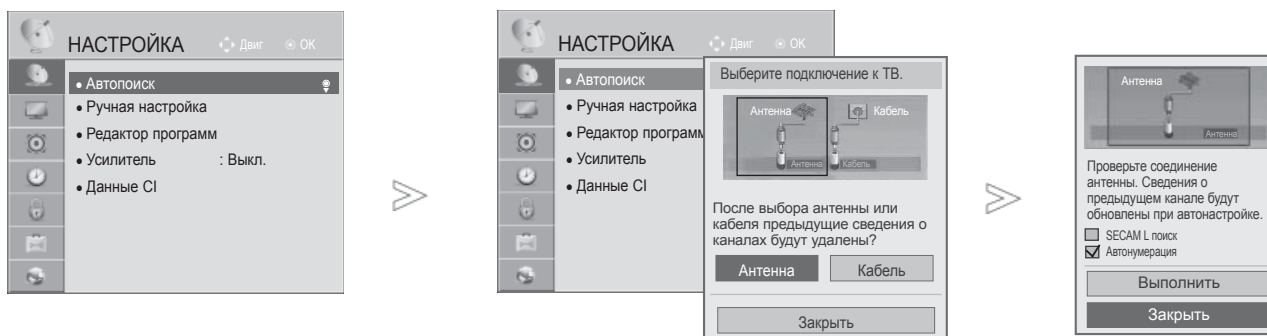 НАСТРОЙКА
Двиг OK
• Автопоиск
• Ручная настройка
• Редактор программ
• Усилитель : Выкл.
• Данные CI
НАСТРОЙКА
Двиг OK
• Автопоиск
• Ручная настройка
• Редактор программ
• Усилитель
• Данные CI
Выберите подключение к ТВ.
Антенна Кабель
Антенна Кабель
После выбора антенны или
кабеля предыдущие сведения о
каналах будут удалены?
Антенна Кабель
Закрыть
Антенна
Антенна
Проверьте соединение
антенны. Сведения о
предыдущем канале будут
обновлены при автонастройке.
SECAM L поиск
Автонумерация
Выполнить
Закрыть